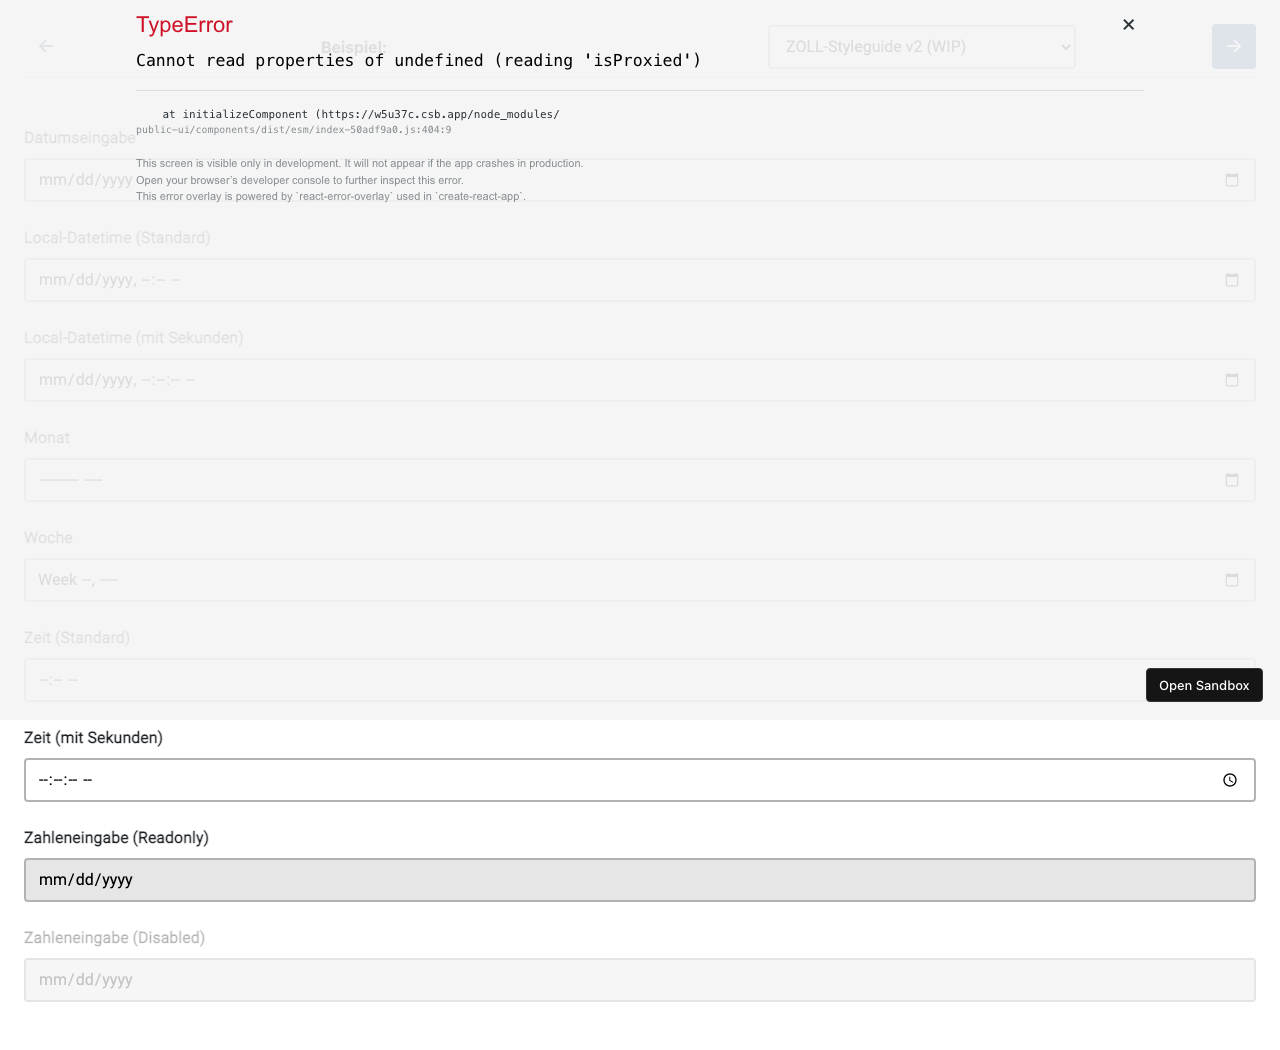 TypeError
Beispiel:
ZOLL-Styleguide v2 (WIP)
Cannot read properties of undefined (reading 'isProxied')
at initializeComponent (https://w5u37c.csb.app/node_modules/
public-ui/components/dist/esm/index-50adf9a0.js:404:9
Datumseingabe
This screen is visible only in development. It will not appear if the app crashes in production.
mm/dd/yyyy
Open your browser's developer console to further inspect this error.
This error overlay is powered by `react-error-overlay` used in `create-react-app`.
Local-Datetime (Standard)
mm/dd/yyyy, --:-- --
Local-Datetime (mit Sekunden)
mm/dd/yyyy, --:--:-- --
Monat
--------- ----
Woche
Week --, ----
Zeit (Standard)
--:-- --
Open Sandbox
Zeit (mit Sekunden)
--:--:-- --
Zahleneingabe (Readonly)
mm/dd/yyyy
Zahleneingabe (Disabled)
mm/dd/yyyy